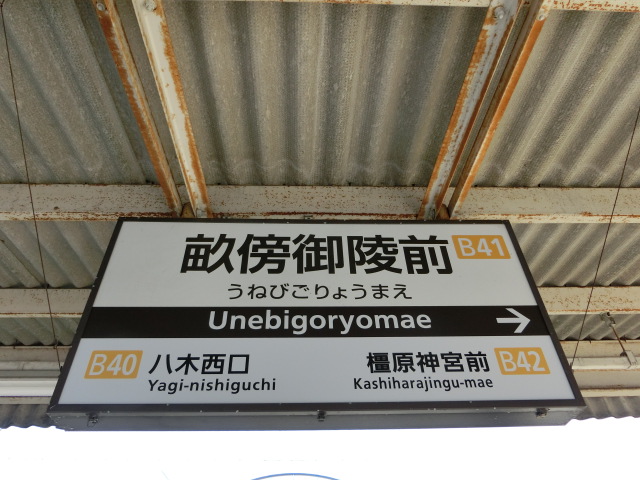 畝傍御陵前 B41
うねびごりょうまえ
Unebigoryomae
B40 八木西口 橿原神宮前 B42
Yagi-nishiguchi Kashiharajingu-mae